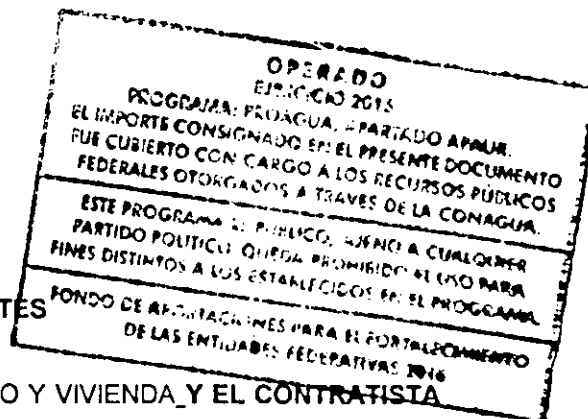 OPERADO
EJERCICIO 2016
PROGRAMA: PROAGUA, APARTADO APAUR.
EL IMPORTE CONSIGNADO EN EL PRESENTE DOCUMENTO
FUE CUBIERTO CON CARGO A LOS RECURSOS PÚBLICOS
FEDERALES OTORGADOS A TRAVES DE LA CONAGUA.
ESTE PROGRAMA ES PUBLICO, AJENO A CUALQUIER
PARTIDO POLITICO. QUEDA PROHIBIDO EL USO PARA
FINES DISTINTOS A LOS ESTABLECIDOS EN EL PROGRAMA.
FONDO DE APORTACIONES PARA EL FORTALECIMIENTO
DE LAS ENTIDADES FEDERATIVAS 2016
TES
O Y VIVIENDA Y EL CONTRATISTA